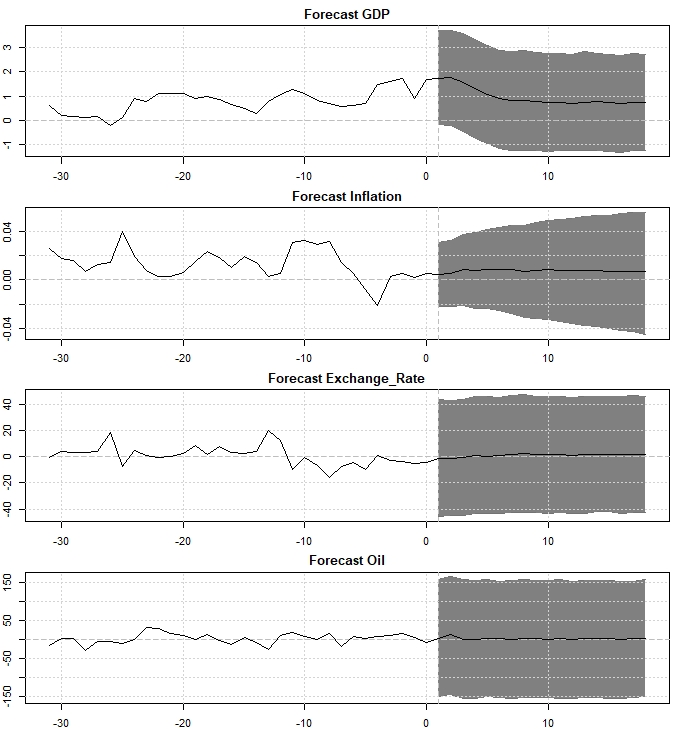 Forecast GDP
3
2
1
0
-1
-30 -20 -10 0 10
Forecast Inflation
0.04
0.00
-0.04
-30 -20 -10 0 10
Forecast Exchange_Rate
40
20
0
-20
-40
-30 -20 -10 0 10
Forecast Oil
150
50
-50
-150
-30 -20 -10 0 10